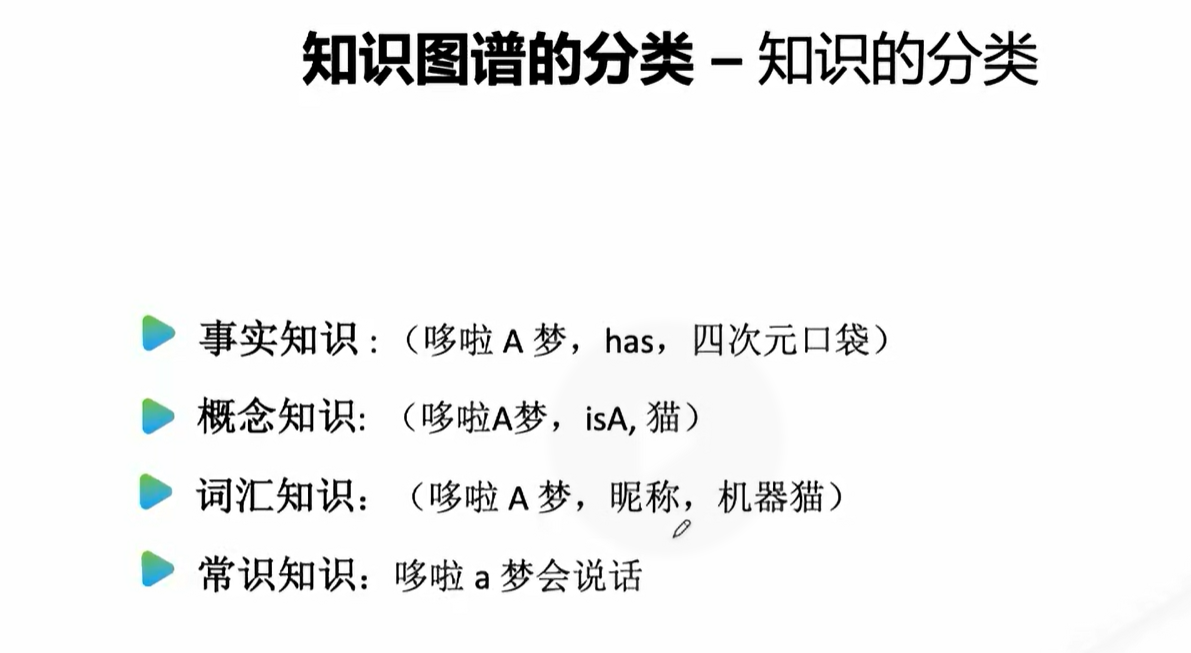 知识图谱的分类 – 知识的分类
事实知识 : （哆啦 A 梦，has，四次元口袋）
概念知识: （哆啦A梦，isA, 猫）
词汇知识：（哆啦 A 梦，昵称，机器猫）
常识知识：哆啦 a 梦会说话